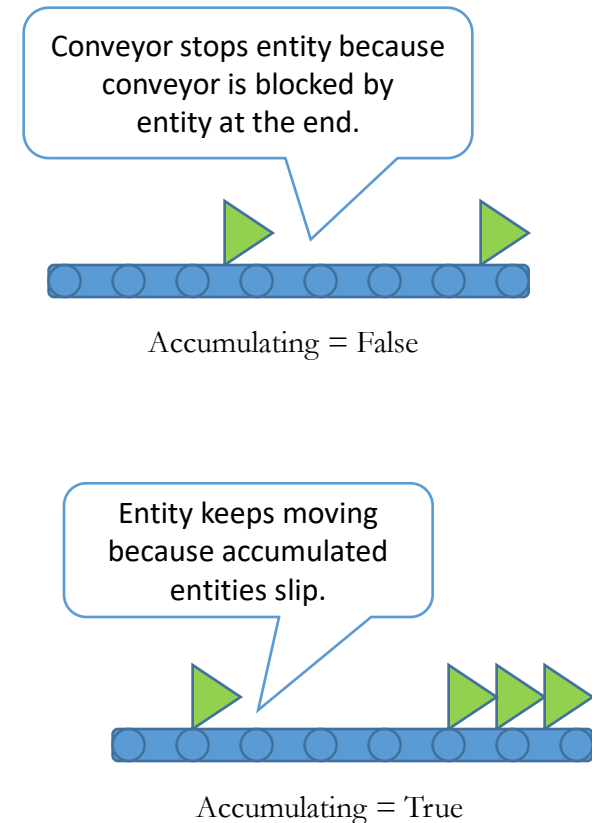 Conveyor stops entity because
conveyor is blocked by
entity at the end.
Accumulating = False
Entity keeps moving
because accumulated
entities slip.
Accumulating = True